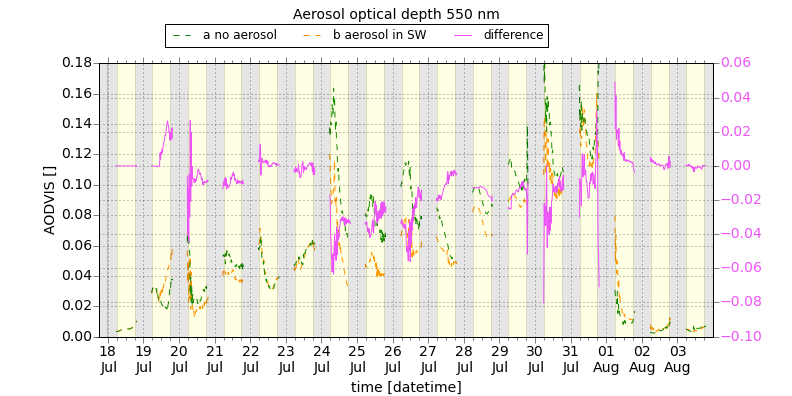 Aerosol optical depth 550 nm
a no aerosol b aerosol in SW difference
0.18 0.06
0.16 0.04
0.14 0.02
0.12 0.00
0.10 −0.02
0.08 −0.04
0.06 −0.06
0.04 −0.08
0.02 −0.10
0.00
AODVIS []
18 19 20 21 22 23 24 25 26 27 28 29 30 31 01 02 03
Jul Jul Jul Jul Jul Jul Jul Jul Jul Jul Jul Jul Jul Jul Aug Aug Aug
time [datetime]